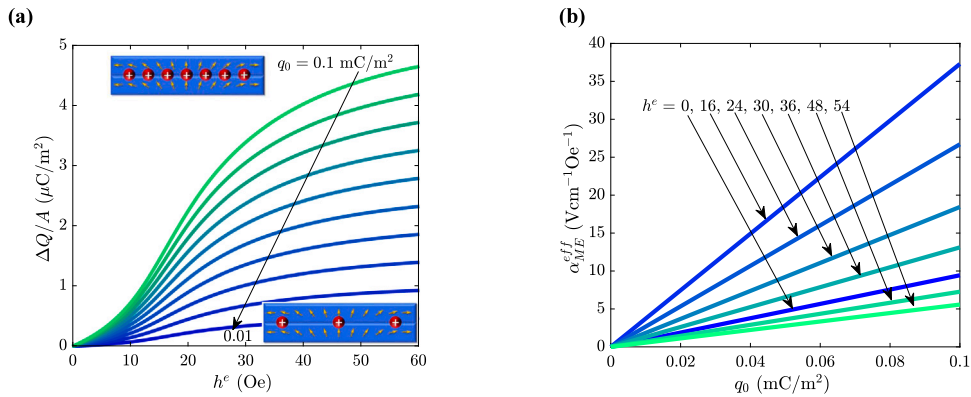 (a)
5
4
3
2
1
0
0 10 20 30 40 50 60
ΔQ/A (μC/m²)
hᵉ (Oe)
q₀ = 0.1 mC/m²
0.01
+ + + + + + +
+ + +
(b)
40
35
30
25
20
15
10
5
0
0 0.02 0.04 0.06 0.08 0.1
α_{ME}^{eff} (Vcm⁻¹Oe⁻¹)
q₀ (mC/m²)
hᵉ = 0, 16, 24, 30, 36, 48, 54